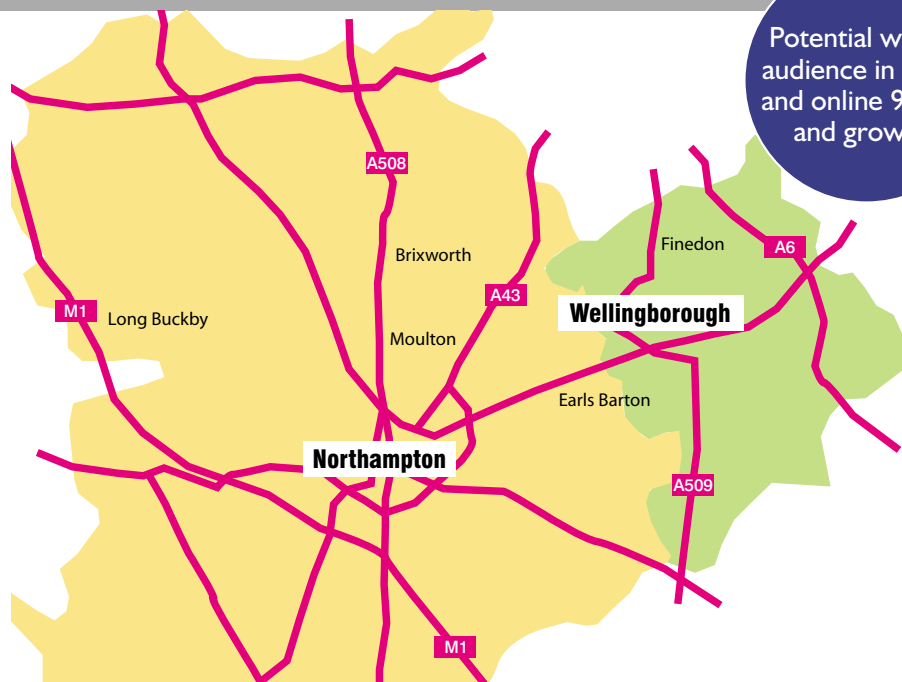 Potential
audience in
and online 9
and grow
A508
Finedon
A6
Brixworth
A43
M1
Long Buckby
Wellingborough
Moulton
Earls Barton
Northampton
A509
M1